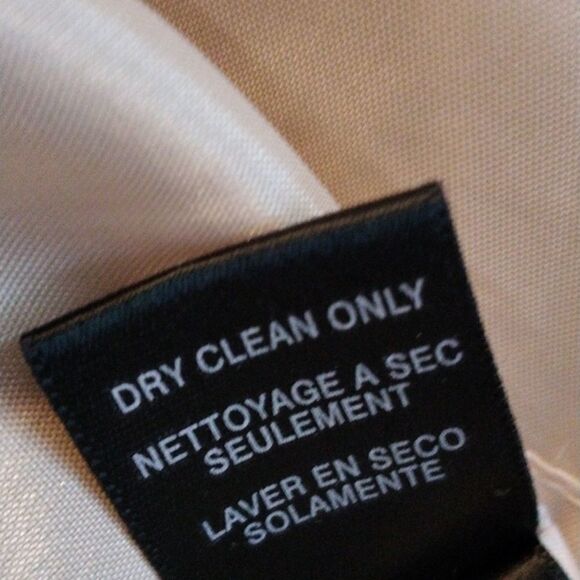 DRY CLEAN ONLY
NETTOYAGE A SEC
SEULEMENT
LAVER EN SECO
SOLAMENTE